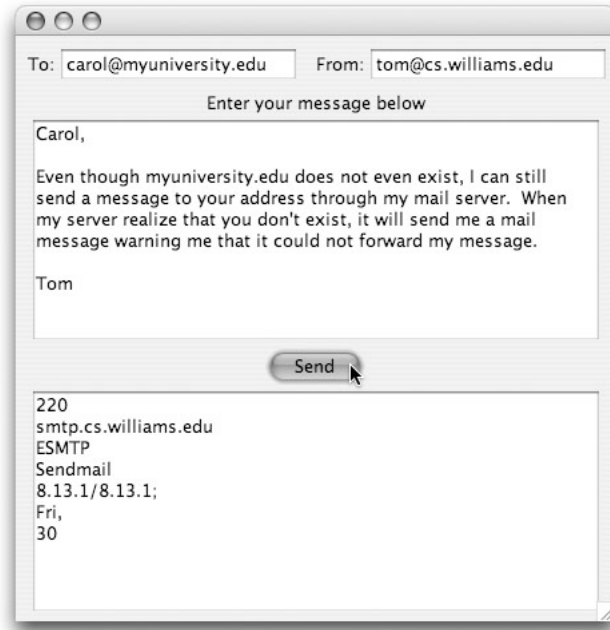 To: carol@myuniversity.edu From: tom@cs.williams.edu
Enter your message below
Carol,
Even though myuniversity.edu does not even exist, I can still
send a message to your address through my mail server. When
my server realize that you don't exist, it will send me a mail
message warning me that it could not forward my message.
Tom
Send
220
smtp.cs.williams.edu
ESMTP
Sendmail
8.13.1/8.13.1;
Fri,
30